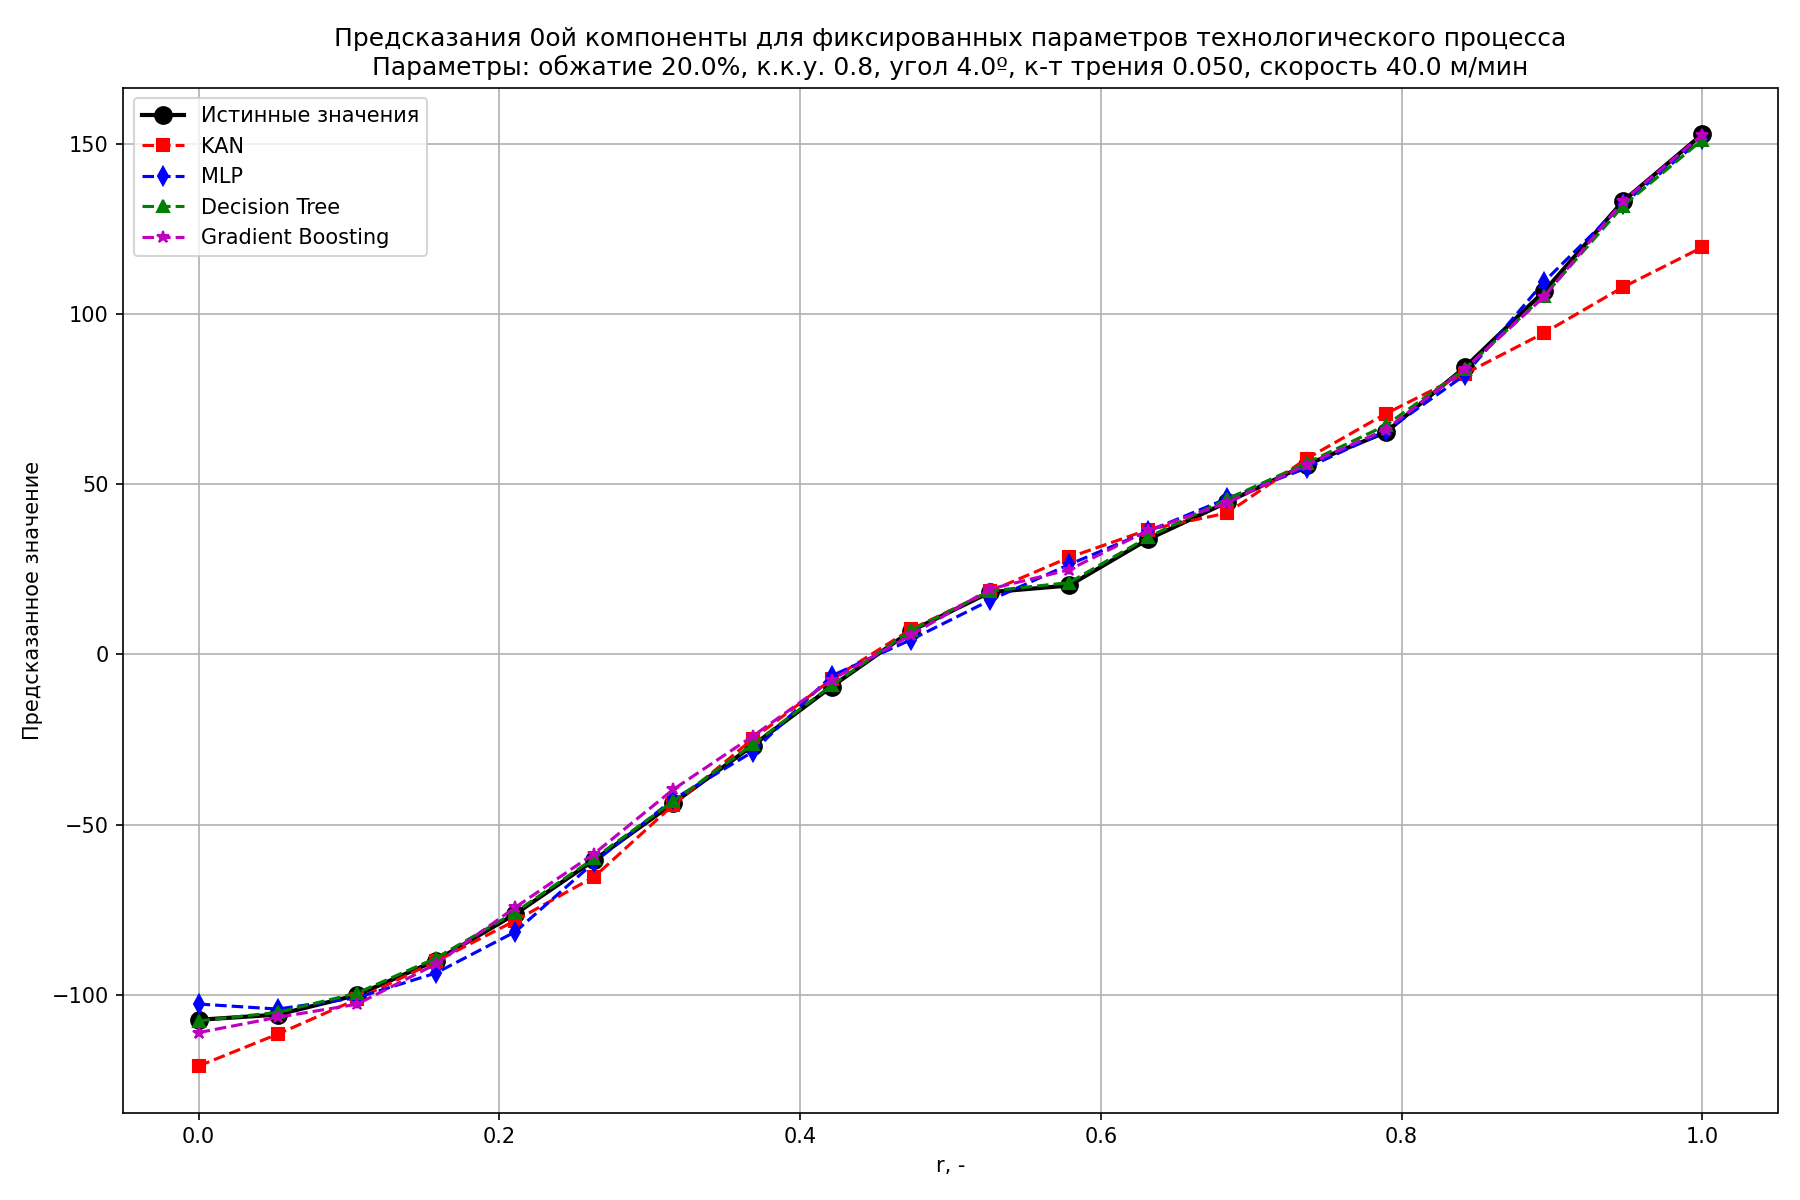 Предсказания 0ой компоненты для фиксированных параметров технологического процесса
Параметры: обжатие 20.0%, к.к.у. 0.8, угол 4.0º, к-т трения 0.050, скорость 40.0 м/мин
Истинные значения
KAN
MLP
Decision Tree
Gradient Boosting
Предсказанное значение
150
100
50
0
−50
−100
0.0
0.2
0.4
0.6
0.8
1.0
r, -